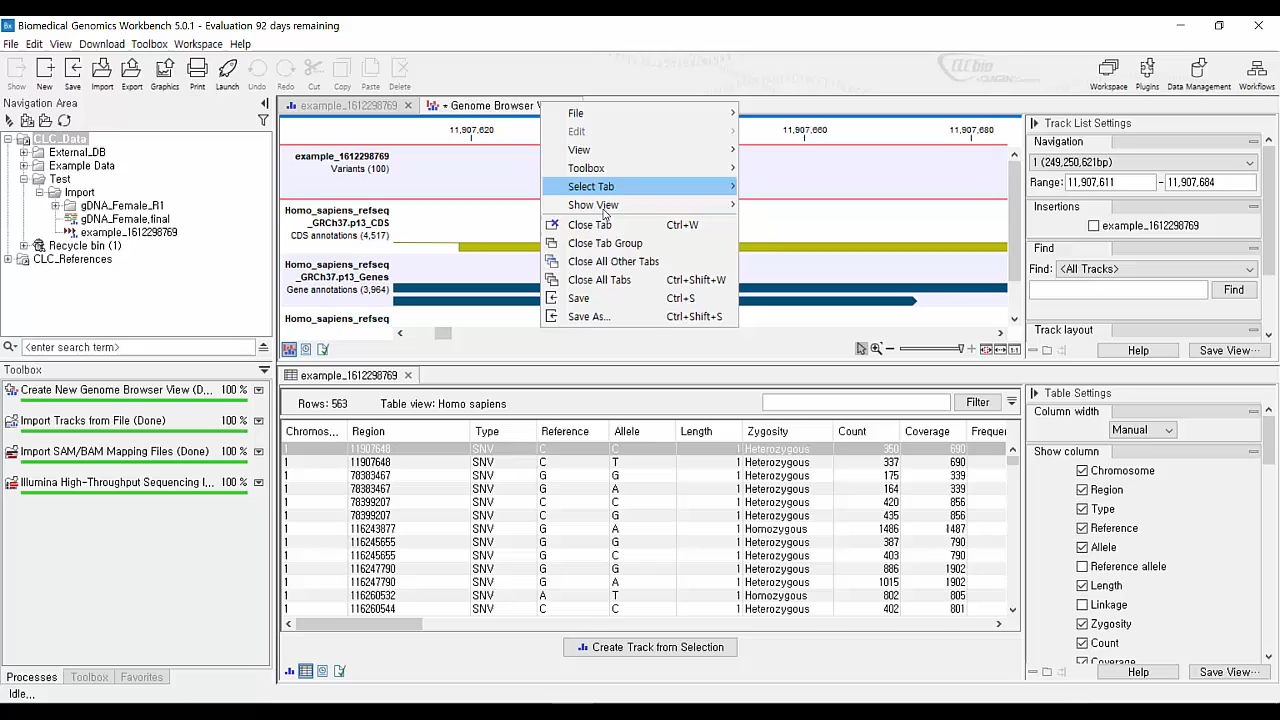 Biomedical Genomics Workbench 5.0.1 - Evaluation 92 days remaining
File Edit View Download Toolbox Workspace Help
Show New Save Import Export Graphics Print Launch Undo Redo Cut Copy Paste Delete Workspace Plugins Data Management Workflows
CLC bio
Navigation Area
CLC_Data
External_DB
Example Data
Test
Import
gDNA_Female_R1
gDNA_Female_final
example_1612298769
Recycle bin (1)
CLC_References
<enter search term>
Toolbox
Create New Genome Browser View (D... 100 %
Import Tracks from File (Done) 100 %
Import SAM/BAM Mapping Files (Done) 100 %
Illumina High-Throughput Sequencing I... 100 %
Processes Toolbox Favorites
Idle...
example_1612298769 * Genome Browser V
11,907,620 11,907,660 11,907,680
example_1612298769
Variants (100)
Homo_sapiens_refseq
_GRCh37.p13_CDS
CDS annotations (4,517)
Homo_sapiens_refseq
_GRCh37.p13_Genes
Gene annotations (3,964)
Homo_sapiens_refseq
File
Edit
View
Toolbox
Select Tab
Show View
Close Tab Ctrl+W
Close Tab Group
Close All Other Tabs
Close All Tabs Ctrl+Shift+W
Save Ctrl+S
Save As... Ctrl+Shift+S
Track List Settings
Navigation
1 (249,250,621bp)
Range: 11,907,611 - 11,907,684
Insertions
example_1612298769
Find
Find: <All Tracks>
Find
Track layout
Help Save View...
example_1612298769
Rows: 563 Table view: Homo sapiens Filter
Chromos... Region Type Reference Allele Length Zygosity Count Coverage Frequen
1 11907648 SNV C C 1 Heterozygous 350 690
1 11907648 SNV C T 1 Heterozygous 337 690
1 78383467 SNV G G 1 Heterozygous 175 339
1 78383467 SNV G A 1 Heterozygous 164 339
1 78399207 SNV C C 1 Heterozygous 420 856
1 78399207 SNV C G 1 Heterozygous 435 856
1 116243877 SNV G A 1 Homozygous 1486 1487
1 116245655 SNV G G 1 Heterozygous 387 790
1 116245655 SNV G C 1 Heterozygous 403 790
1 116247790 SNV G G 1 Heterozygous 886 1902
1 116247790 SNV G A 1 Heterozygous 1015 1902
1 116260532 SNV A T 1 Homozygous 802 805
1 116260544 SNV C C 1 Heterozygous 402 801
Create Track from Selection
Table Settings
Column width
Manual
Show column
Chromosome
Region
Type
Reference
Allele
Reference allele
Length
Linkage
Zygosity
Count
Coverage
Help Save View...